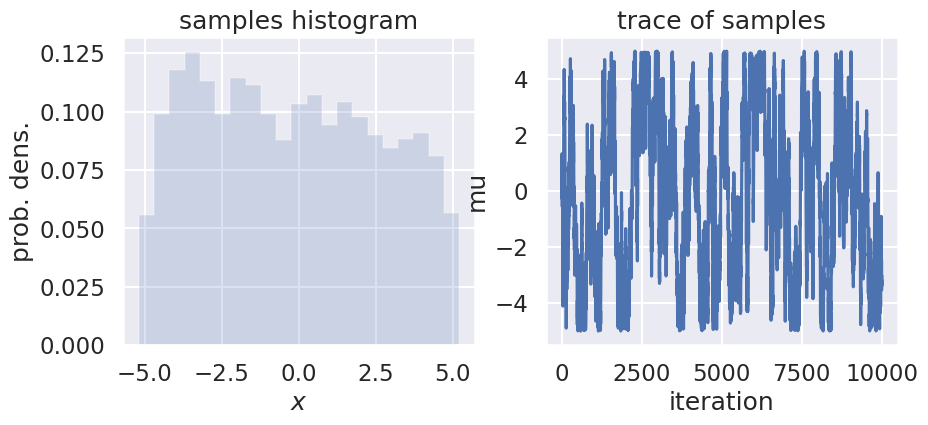 samples histogram
0.125
0.100
0.075
0.050
0.025
0.000
prob. dens.
−5.0 −2.5 0.0 2.5 5.0
x
trace of samples
4
2
0
−2
−4
mu
0 2500 5000 7500 10000
iteration